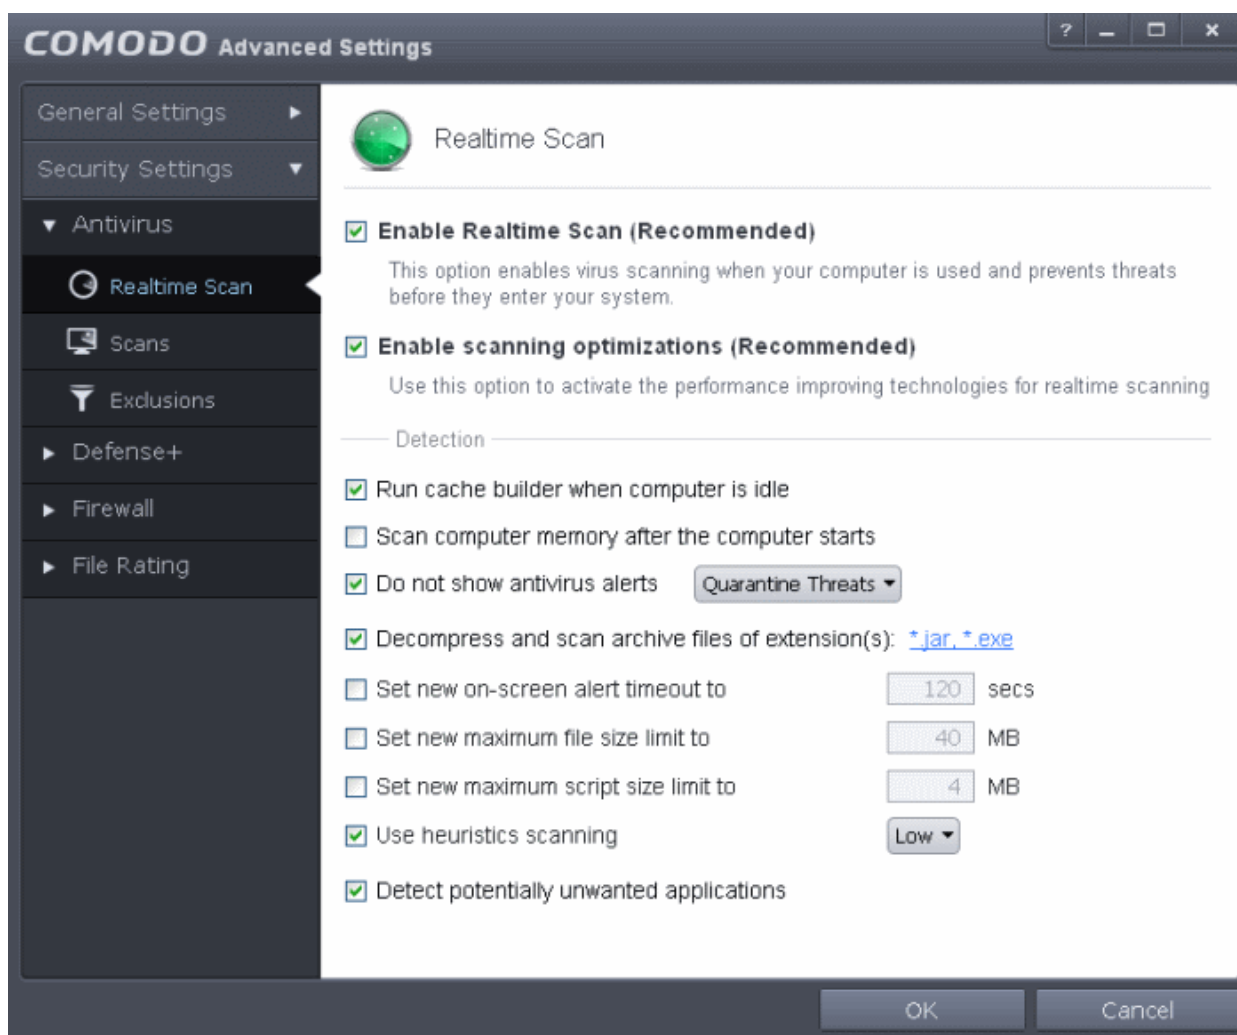 COMODO Advanced Settings
?
General Settings
Security Settings
Antivirus
Realtime Scan
Scans
Exclusions
Defense+
Firewall
File Rating
Realtime Scan
Enable Realtime Scan (Recommended)
This option enables virus scanning when your computer is used and prevents threats
before they enter your system.
Enable scanning optimizations (Recommended)
Use this option to activate the performance improving technologies for realtime scanning
Detection
Run cache builder when computer is idle
Scan computer memory after the computer starts
Do not show antivirus alerts Quarantine Threats
Decompress and scan archive files of extension(s): *.jar, *.exe
Set new on-screen alert timeout to 120 secs
Set new maximum file size limit to 40 MB
Set new maximum script size limit to 4 MB
Use heuristics scanning Low
Detect potentially unwanted applications
OK Cancel